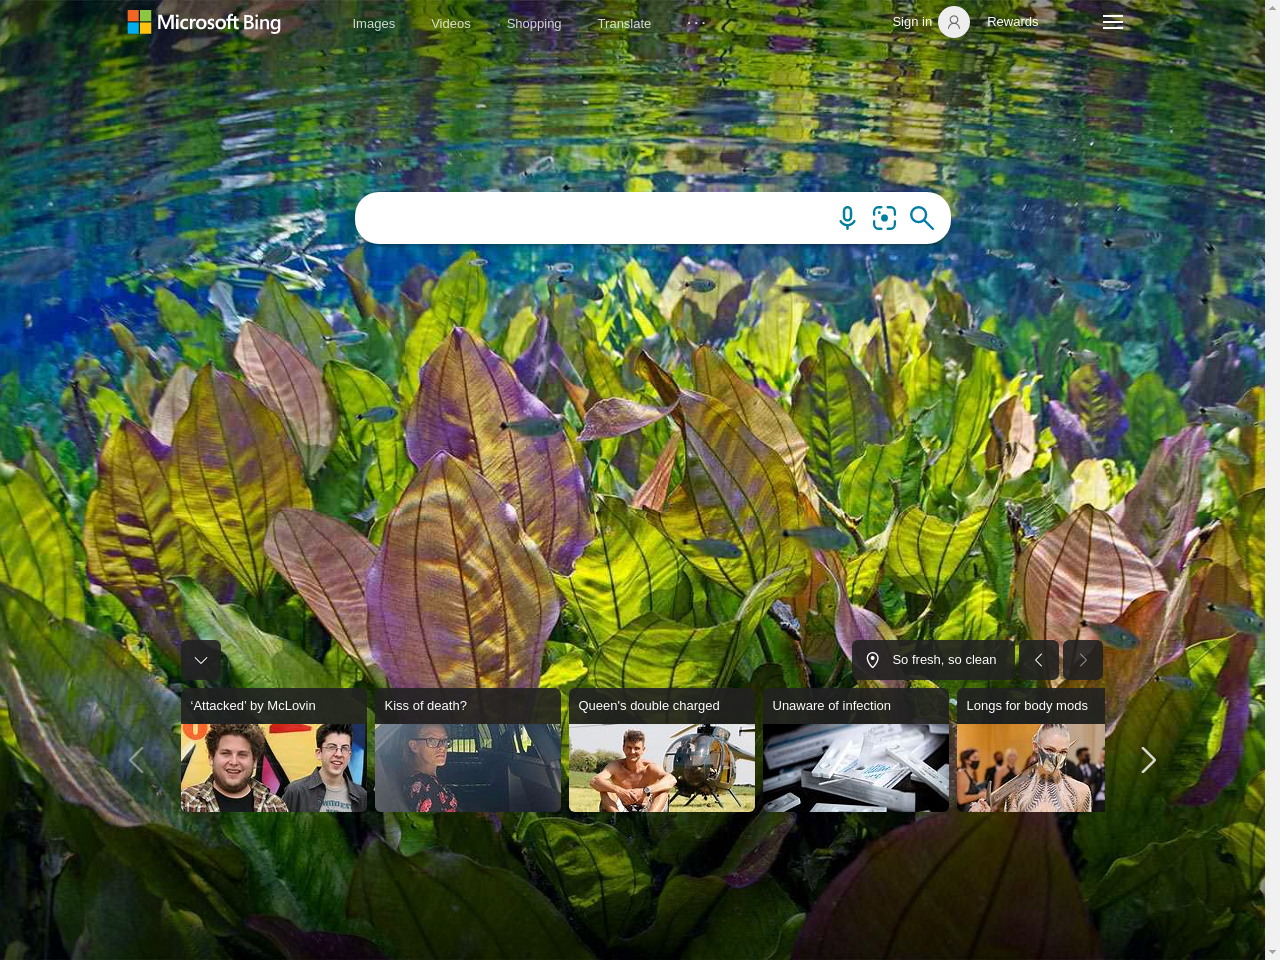 Microsoft Bing
Images
Videos
Shopping
Translate
Sign in
Rewards
So fresh, so clean
‘Attacked’ by McLovin
Kiss of death?
Queen's double charged
Unaware of infection
Longs for body mods